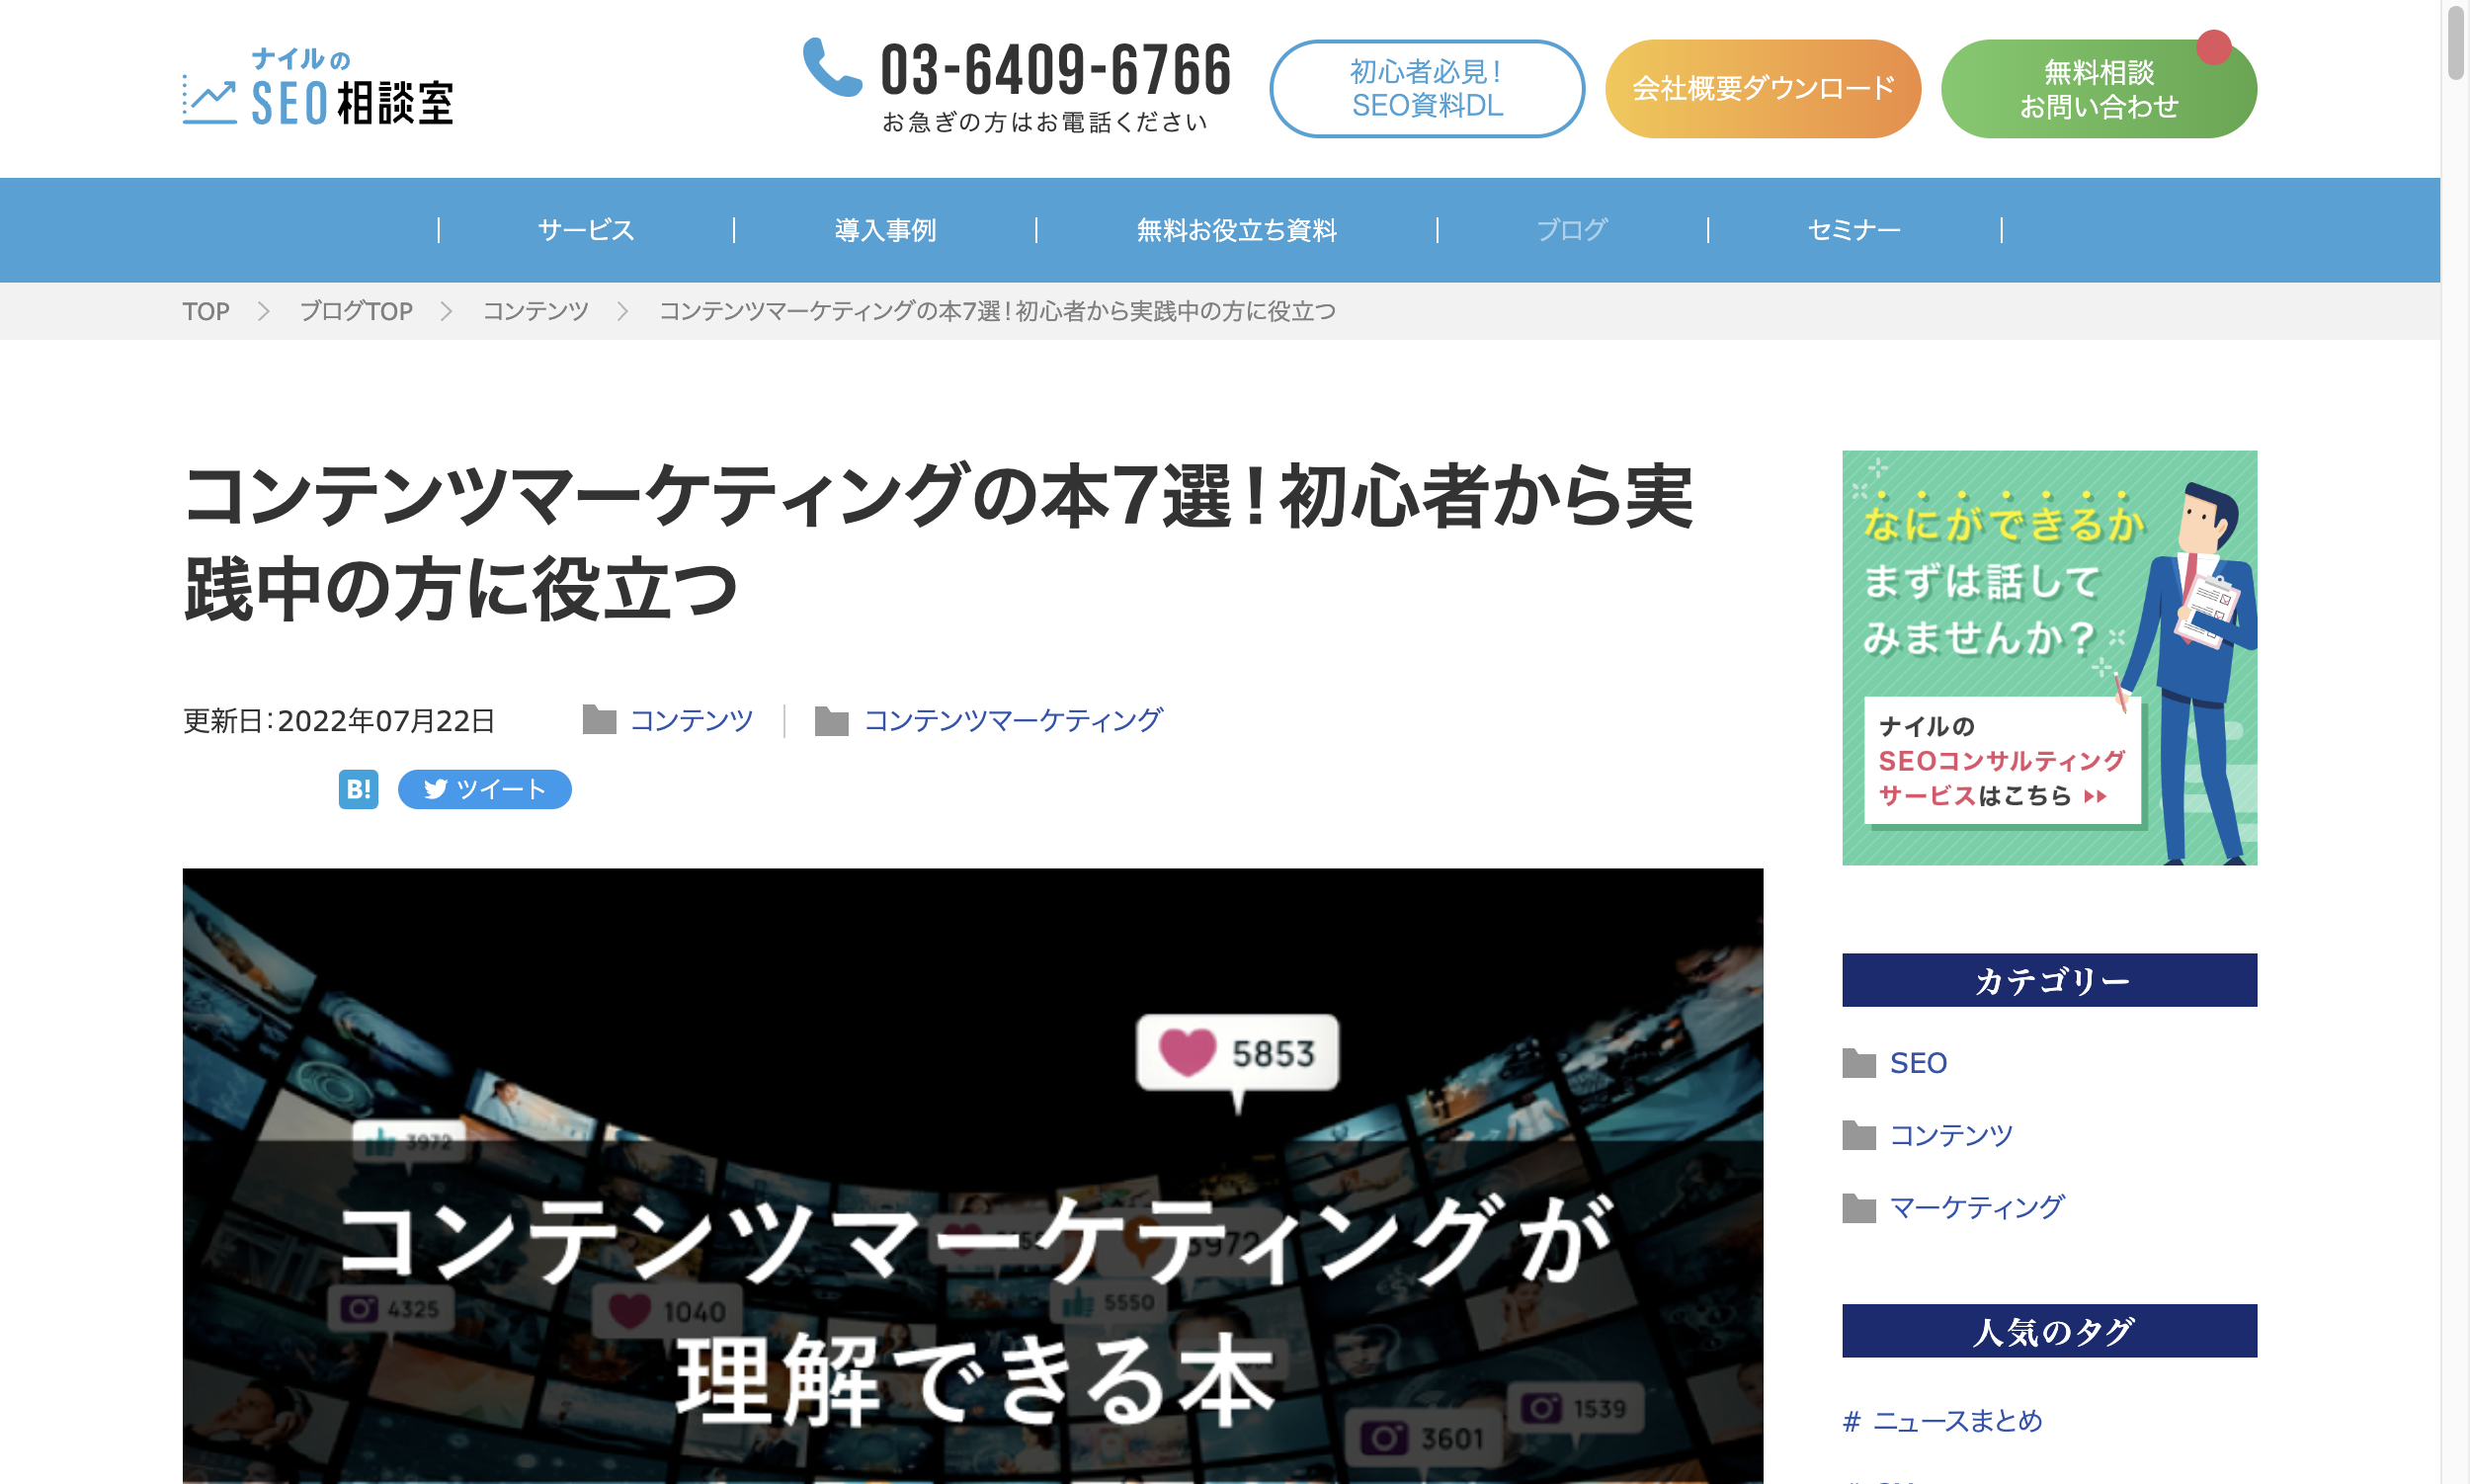 ナイルの
SEO相談室
03-6409-6766
お急ぎの方はお電話ください
初心者必見！
SEO資料DL
会社概要ダウンロード
無料相談
お問い合わせ
サービス
導入事例
無料お役立ち資料
ブログ
セミナー
TOP
ブログTOP
コンテンツ
コンテンツマーケティングの本7選！初心者から実践中の方に役立つ
コンテンツマーケティングの本7選！初心者から実
践中の方に役立つ
更新日：2022年07月22日
コンテンツ
コンテンツマーケティング
B!
ツイート
5853
3972
コンテンツマーケティングが
3972
4325
1040
5550
理解できる本
1539
3601
なにができるか
まずは話して
みませんか？
ナイルの
SEOコンサルティング
サービスはこちら
カテゴリー
SEO
コンテンツ
マーケティング
人気のタグ
# ニュースまとめ